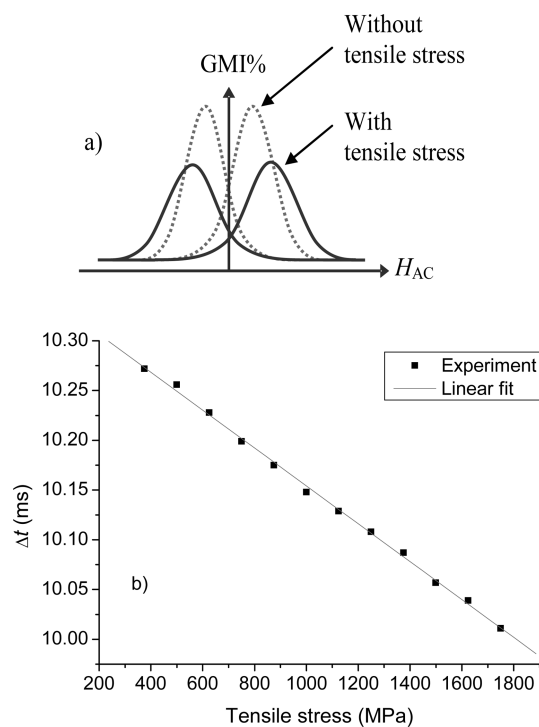 Without
tensile stress
GMI%
a)
With
tensile stress
H_AC
10.30
10.25
10.20
10.15
10.10
10.05
10.00
Δt (ms)
Experiment
Linear fit
b)
200 400 600 800 1000 1200 1400 1600 1800
Tensile stress (MPa)